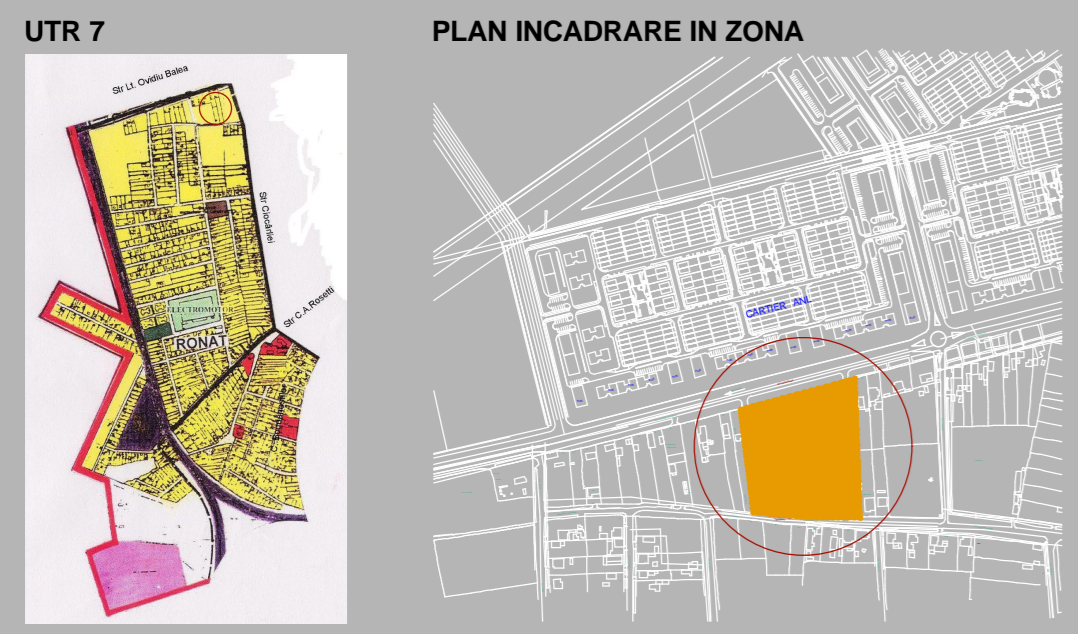 UTR 7
PLAN INCADRARE IN ZONA
Str Lt. Ovidiu Balea
Str Ciocârliei
Str C.A.Rosetti
ELECTROMOTOR
RONAT
CARTIER ANL